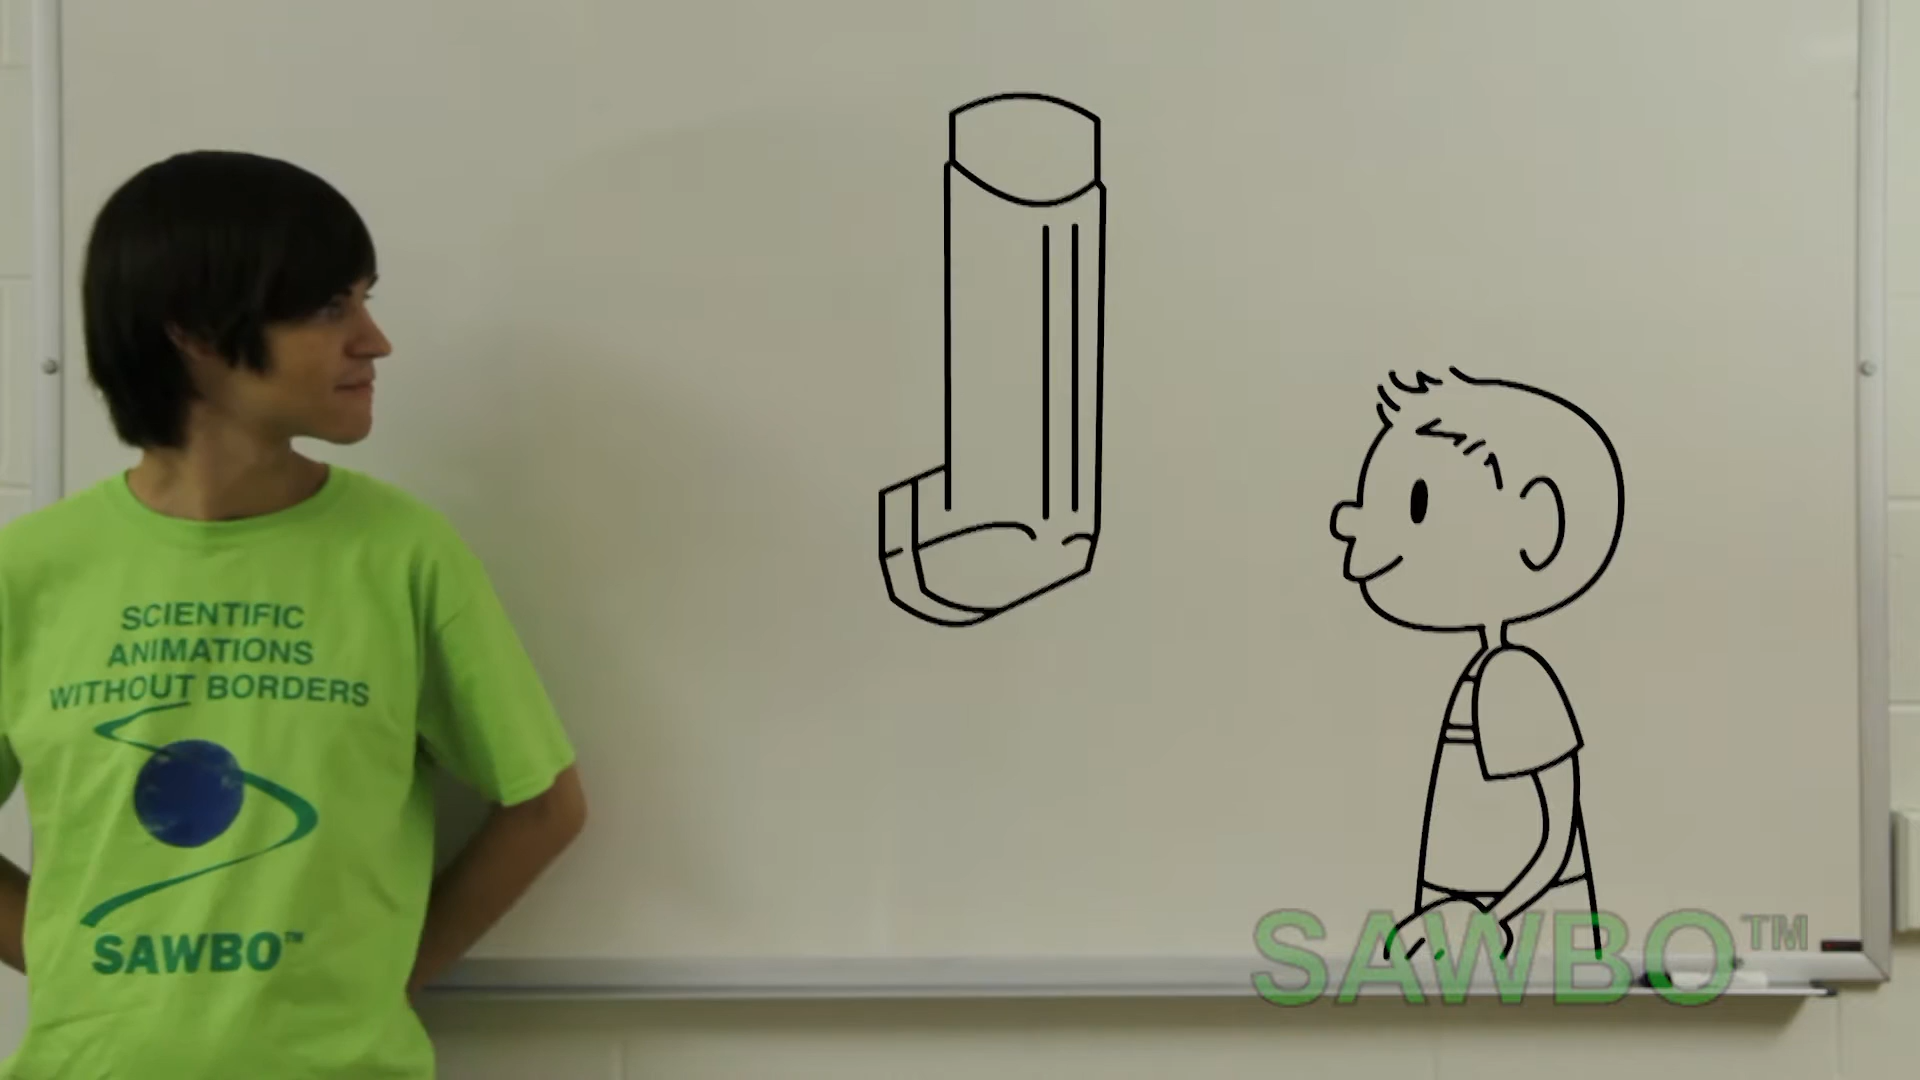 SCIENTIFIC
ANIMATIONS
WITHOUT BORDERS
SAWBO™
SAWBO™